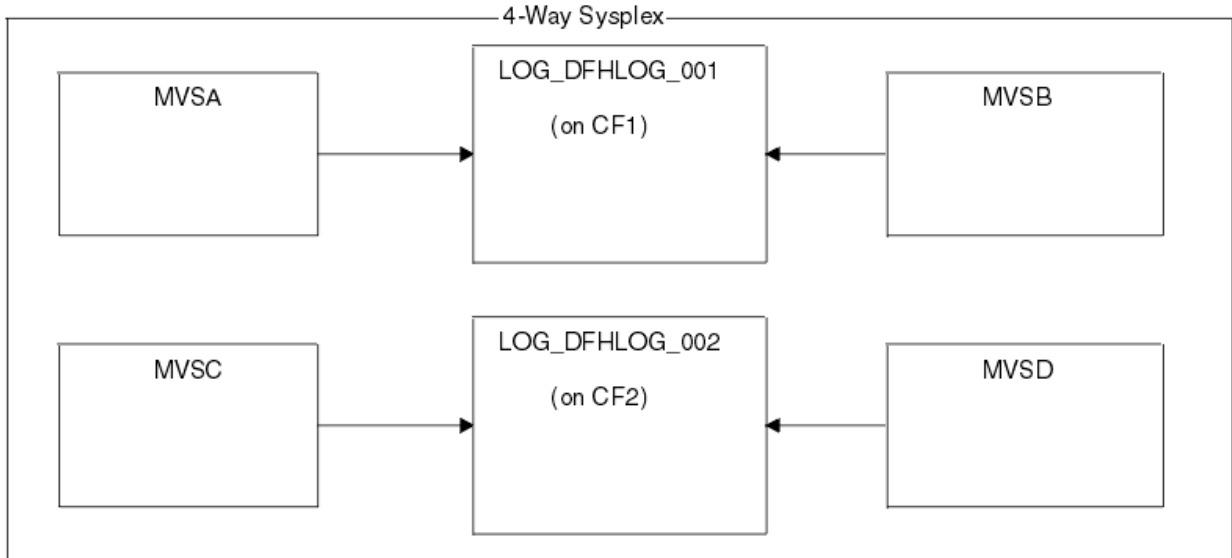 4-Way Sysplex
MVSA
LOG_DFHLOG_001
(on CF1)
MVSB
MVSC
LOG_DFHLOG_002
(on CF2)
MVSD